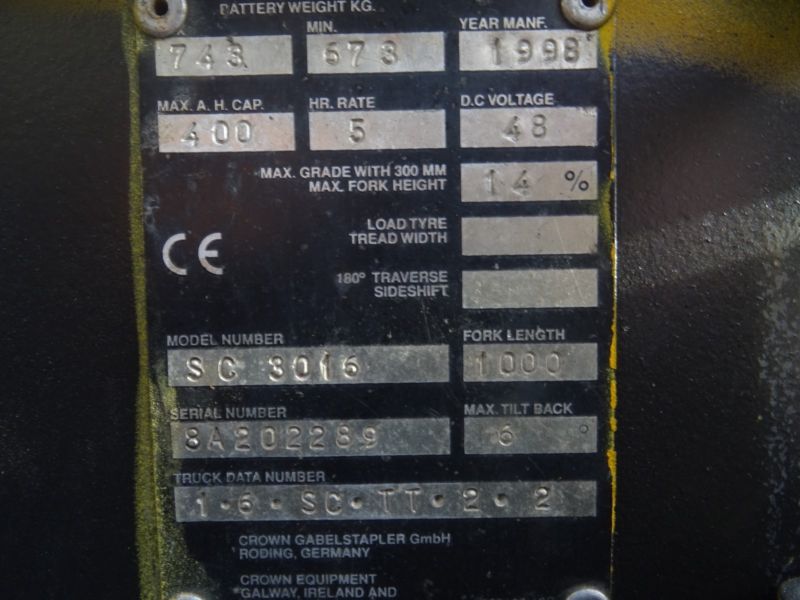 BATTERY WEIGHT KG.
MIN. YEAR MANF.
743 673 1998
MAX. A. H. CAP. HR. RATE D.C VOLTAGE
400 5 48
MAX. GRADE WITH 300 MM
MAX. FORK HEIGHT 14 %
LOAD TYRE
TREAD WIDTH
CE
180° TRAVERSE
SIDESHIFT
MODEL NUMBER FORK LENGTH
SC 3016 1000
SERIAL NUMBER MAX. TILT BACK
8A202289 6 °
TRUCK DATA NUMBER
1·6·SC·TT·2·2
CROWN GABELSTAPLER GmbH
RODING, GERMANY
CROWN EQUIPMENT
GALWAY, IRELAND AND